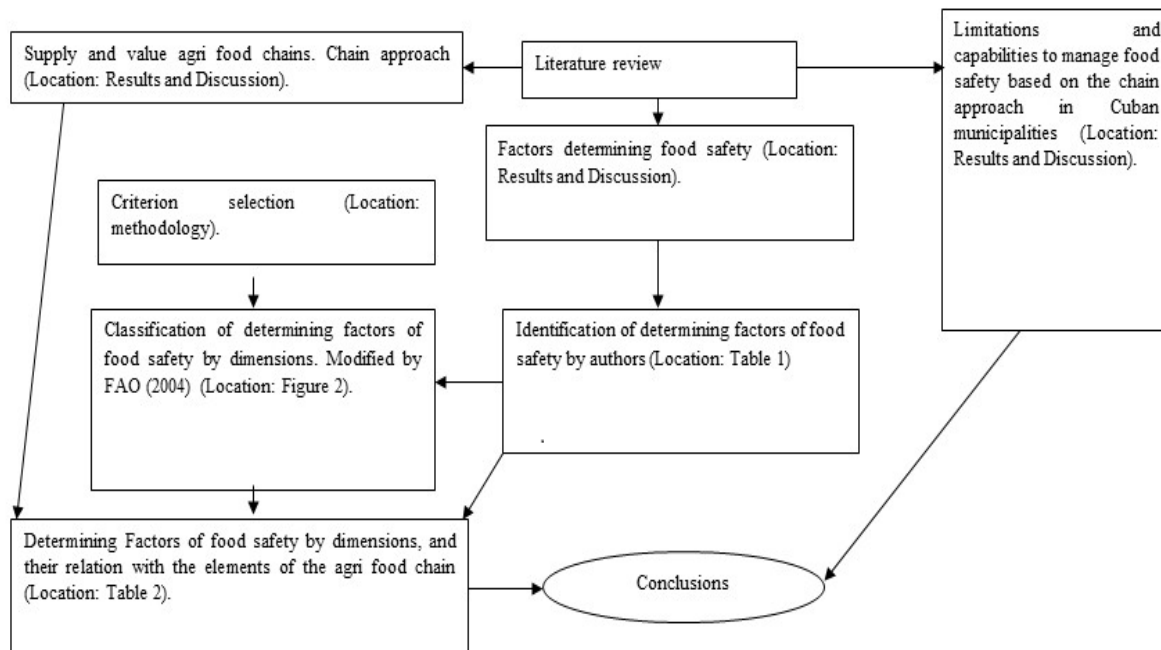 Supply and value agri food chains. Chain approach
(Location: Results and Discussion).
Literature review
Limitations and
capabilities to manage food
safety based on the chain
approach in Cuban
municipalities (Location:
Results and Discussion).
Factors determining food safety (Location:
Results and Discussion).
Criterion selection (Location:
methodology).
Classification of determining factors of
food safety by dimensions. Modified by
FAO (2004) (Location: Figure 2).
Identification of determining factors of food
safety by authors (Location: Table 1)
.
Determining Factors of food safety by dimensions, and
their relation with the elements of the agri food chain
(Location: Table 2).
Conclusions